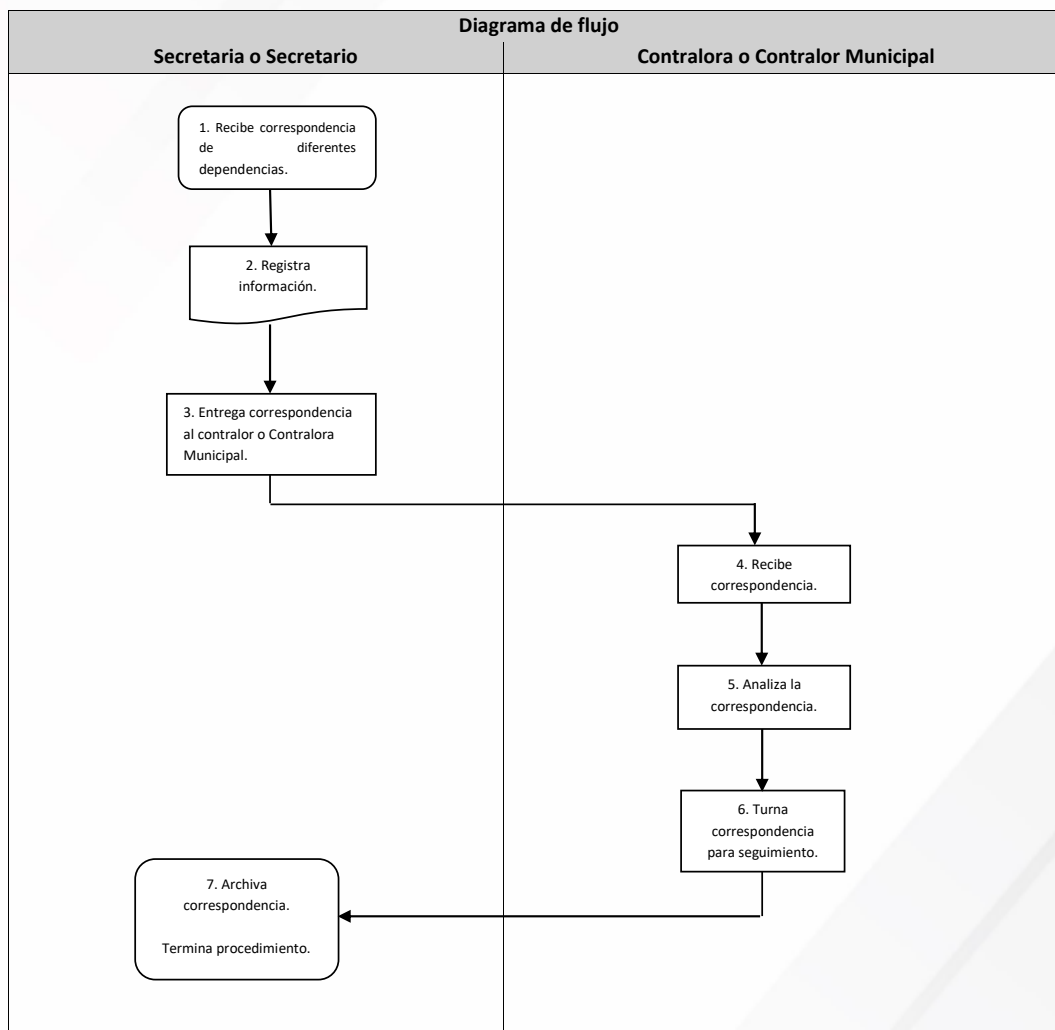 Diagrama de flujo
Secretaria o Secretario
Contralora o Contralor Municipal
1. Recibe correspondencia
de diferentes
dependencias.
2. Registra
información.
3. Entrega correspondencia
al contralor o Contralora
Municipal.
4. Recibe
correspondencia.
5. Analiza la
correspondencia.
6. Turna
correspondencia
para seguimiento.
7. Archiva
correspondencia.
Termina procedimiento.